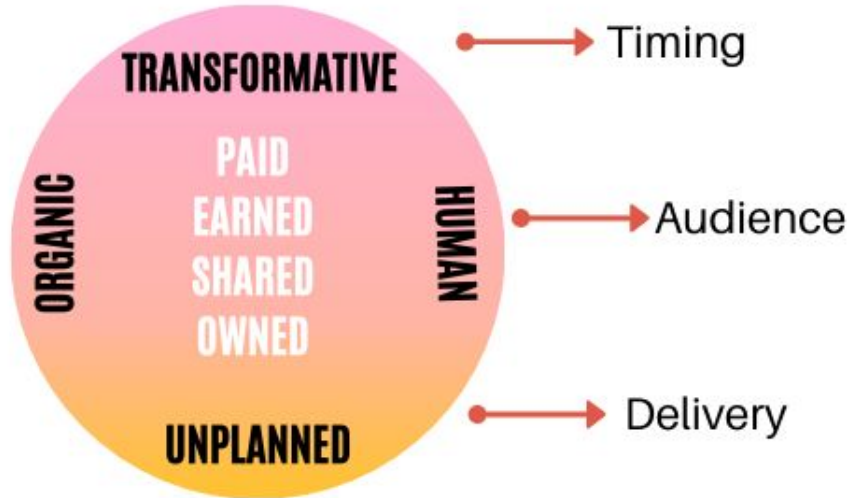 TRANSFORMATIVE
PAID
EARNED
SHARED
OWNED
ORGANIC
HUMAN
UNPLANNED
Timing
Audience
Delivery